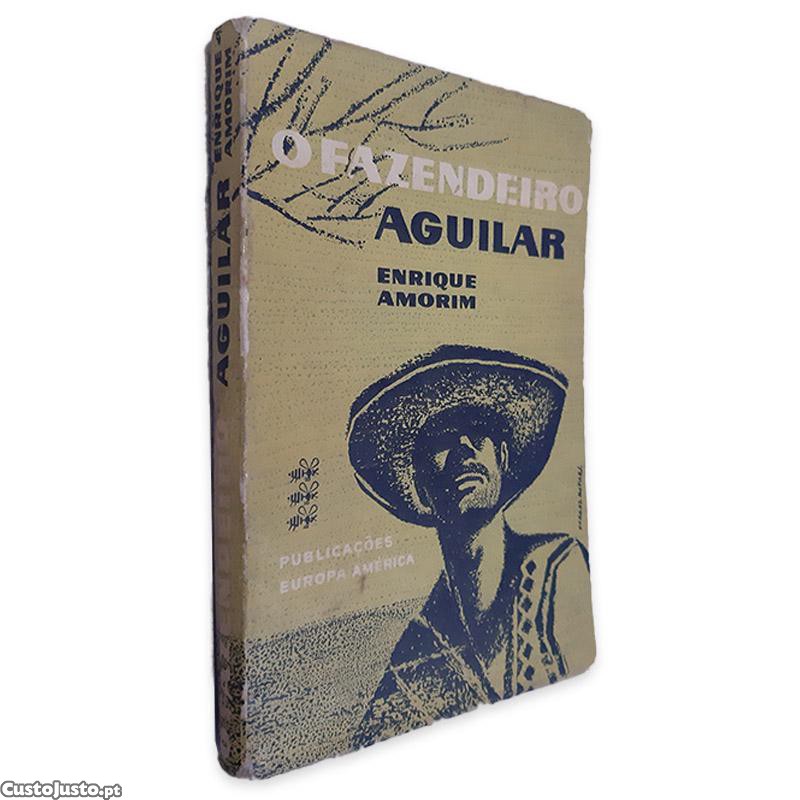 O FAZENDEIRO
AGUILAR
ENRIQUE
AMORIM
PUBLICAÇÕES
EUROPA AMÉRICA
ENRIQUE
AMORIM
AGUILAR
CustoJusto.pt